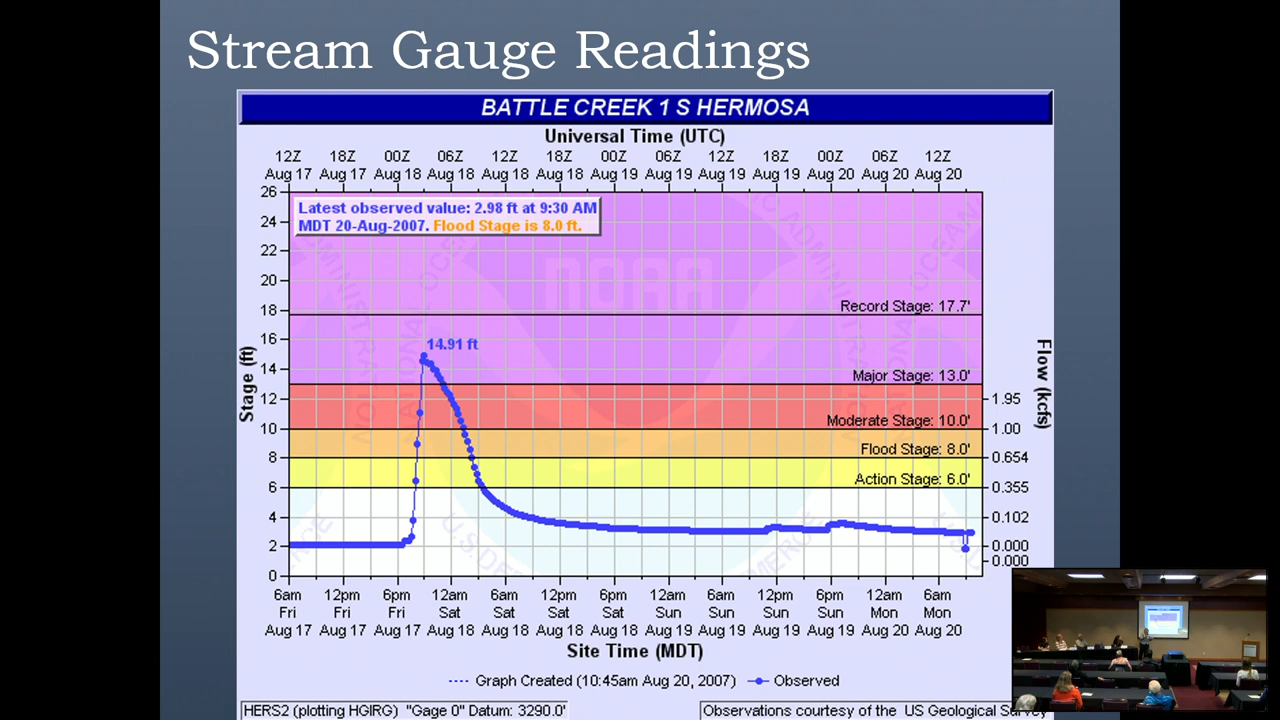 Stream Gauge Readings
BATTLE CREEK 1 S HERMOSA
Universal Time (UTC)
12Z 18Z 00Z 06Z 12Z 18Z 00Z 06Z 12Z 18Z 00Z 06Z 12Z
Aug 17 Aug 17 Aug 18 Aug 18 Aug 18 Aug 18 Aug 19 Aug 19 Aug 19 Aug 19 Aug 20 Aug 20 Aug 20
26
Latest observed value: 2.98 ft at 9:30 AM
MDT 20-Aug-2007. Flood Stage is 8.0 ft.
24
22
20
NOAA
18
Record Stage: 17.7'
16
14.91 ft
14
Major Stage: 13.0'
Stage (ft)
Flow (kcfs)
12 1.95
Moderate Stage: 10.0'
10 1.00
Flood Stage: 8.0'
8 0.654
Action Stage: 6.0'
6 0.355
4 0.102
2 0.000
0.000
0
6am 12pm 6pm 12am 6am 12pm 6pm 12am 6am 12pm 6pm 12am 6am
Fri Fri Fri Sat Sat Sat Sat Sun Sun Sun Sun Mon Mon
Aug 17 Aug 17 Aug 17 Aug 18 Aug 18 Aug 18 Aug 18 Aug 19 Aug 19 Aug 19 Aug 19 Aug 20 Aug 20
Site Time (MDT)
Graph Created (10:45am Aug 20, 2007) Observed
HERS2 (plotting HGIRG) "Gage 0" Datum: 3290.0'
Observations courtesy of the US Geological Survey